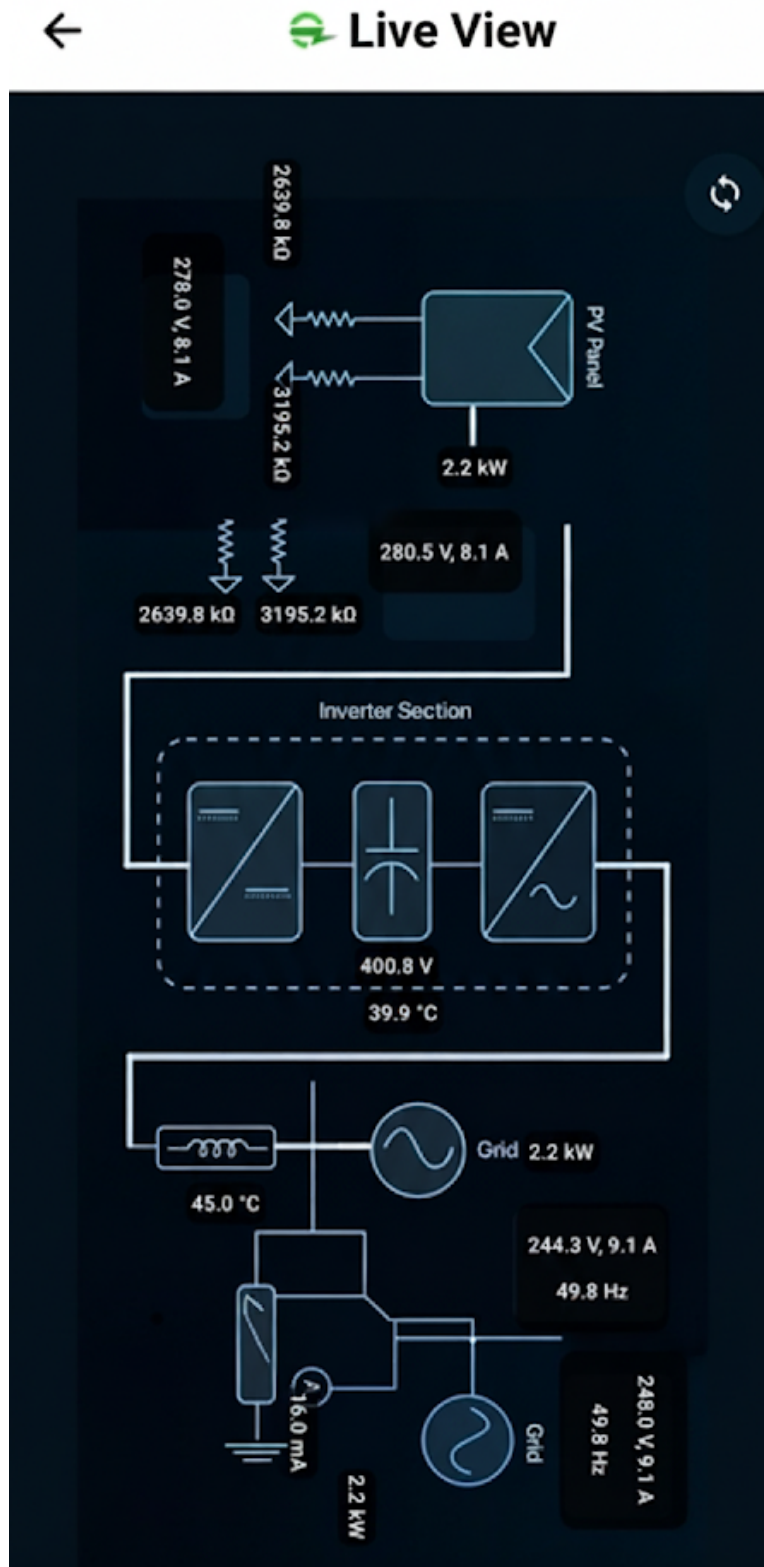 Live View
2639.8 kΩ
278.0 V, 8.1 A
PV Panel
3195.2 kΩ
2.2 kW
280.5 V, 8.1 A
2639.8 kΩ
3195.2 kΩ
Inverter Section
400.8 V
39.9 °C
Grid
2.2 kW
45.0 °C
244.3 V, 9.1 A
49.8 Hz
248.0 V, 9.1 A
49.8 Hz
A
16.0 mA
Grid
2.2 kW